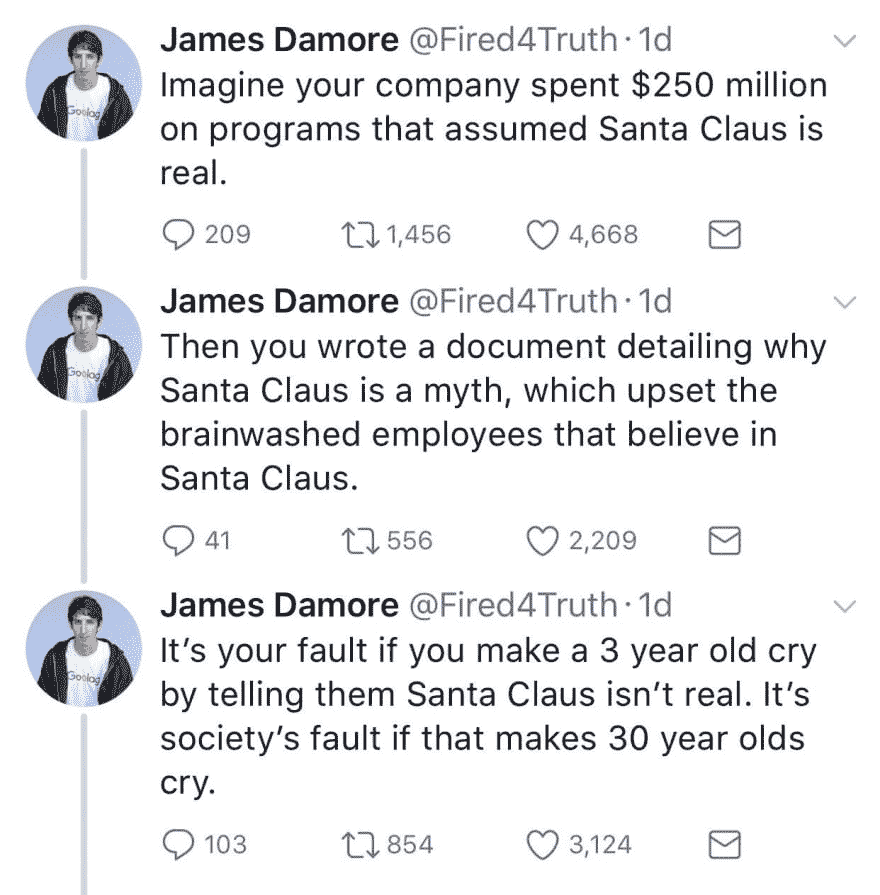 James Damore @Fired4Truth · 1d
Imagine your company spent $250 million
on programs that assumed Santa Claus is
real.
209 1,456 4,668
James Damore @Fired4Truth · 1d
Then you wrote a document detailing why
Santa Claus is a myth, which upset the
brainwashed employees that believe in
Santa Claus.
41 556 2,209
James Damore @Fired4Truth · 1d
It's your fault if you make a 3 year old cry
by telling them Santa Claus isn't real. It's
society's fault if that makes 30 year olds
cry.
103 854 3,124